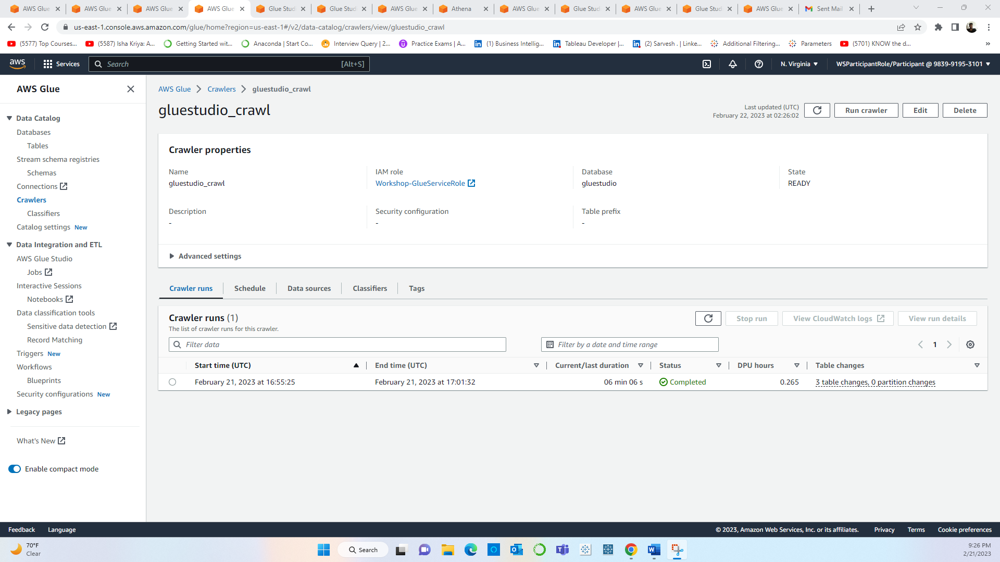 AWS Glue
AWS Glue
AWS Glue
AWS Glue
Glue Stud
Glue Stud
AWS Glue
Athena
AWS Glue
Glue Stud
AWS Glue
Glue Stud
AWS Glue
Sent Mail
us-east-1.console.aws.amazon.com/glue/home?region=us-east-1#/v2/data-catalog/crawlers/view/gluestudio_crawl
(5577) Top Courses...
(5587) Isha Kriya: A...
Getting Started wit...
Anaconda | Start Co...
Interview Query | 2...
Practice Exams | A...
(1) Business Intellig...
Tableau Developer |...
(2) Sarvesh . | Linke...
Additional Filtering...
Parameters
(5701) KNOW the d...
»
aws
Services
Search
[Alt+S]
N. Virginia
WSParticipantRole/Participant @ 9839-9195-3101
AWS Glue
Data Catalog
Databases
Tables
Stream schema registries
Schemas
Connections
Crawlers
Classifiers
Catalog settings New
Data Integration and ETL
AWS Glue Studio
Jobs
Interactive Sessions
Notebooks
Data classification tools
Sensitive data detection
Record Matching
Triggers New
Workflows
Blueprints
Security configurations New
Legacy pages
What's New
Enable compact mode
AWS Glue > Crawlers > gluestudio_crawl
gluestudio_crawl
Last updated (UTC)
February 22, 2023 at 02:26:02
Run crawler
Edit
Delete
Crawler properties
Name
gluestudio_crawl
IAM role
Workshop-GlueServiceRole
Database
gluestudio
State
READY
Description
-
Security configuration
-
Table prefix
-
Advanced settings
Crawler runs
Schedule
Data sources
Classifiers
Tags
Crawler runs (1)
The list of crawler runs for this crawler.
Stop run
View CloudWatch logs
View run details
Filter data
Filter by a date and time range
1
Start time (UTC)
End time (UTC)
Current/last duration
Status
DPU hours
Table changes
February 21, 2023 at 16:55:25
February 21, 2023 at 17:01:32
06 min 06 s
Completed
0.265
3 table changes, 0 partition changes
Feedback
Language
© 2023, Amazon Web Services, Inc. or its affiliates.
Privacy
Terms
Cookie preferences
70°F
Clear
Search
9:26 PM
2/21/2023